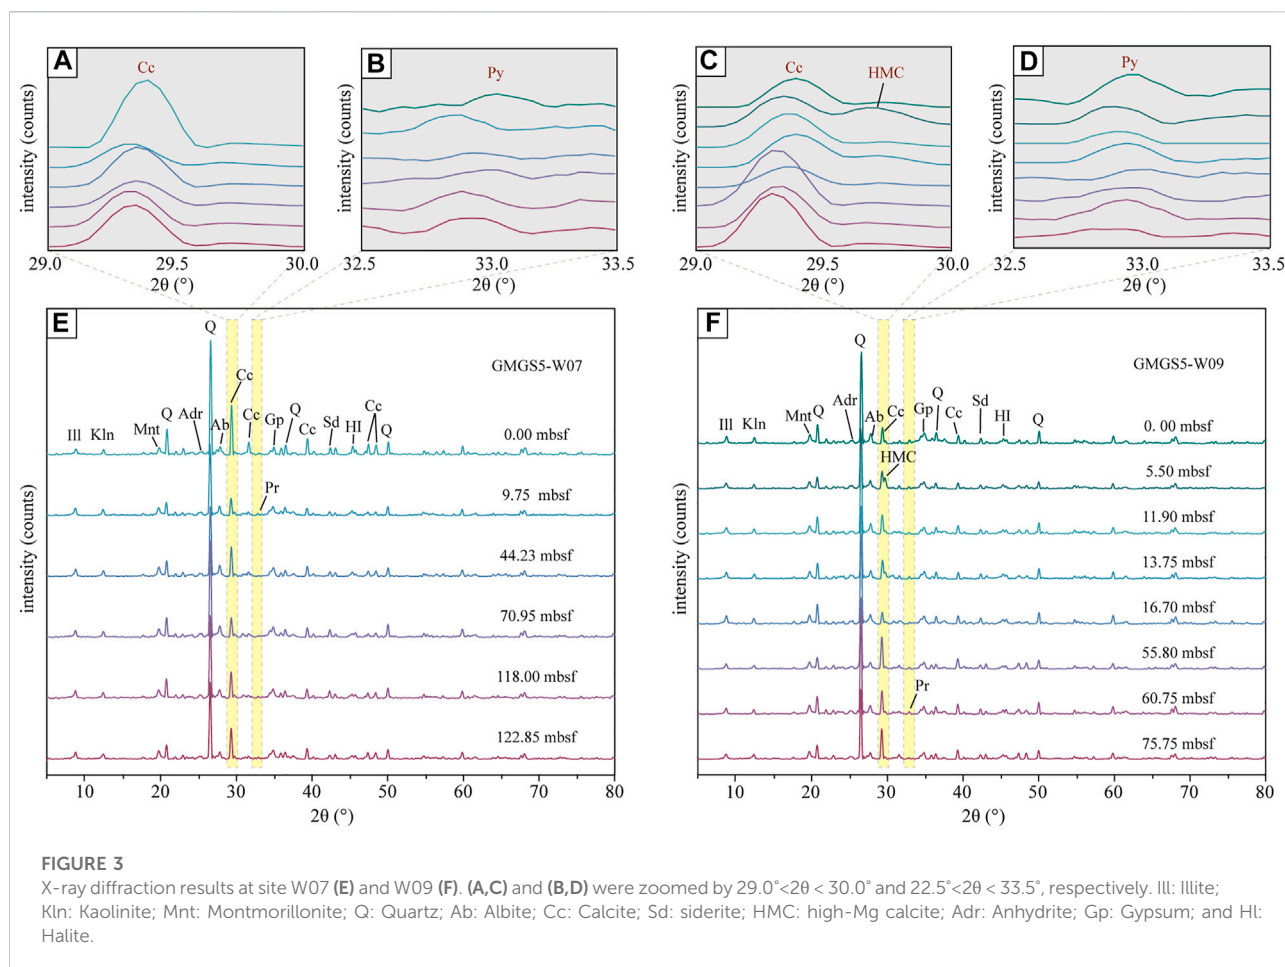 A
Cc
intensity (counts)
29.0 29.5 30.0
2θ (°)
B
Py
32.5 33.0 33.5
2θ (°)
C
Cc
HMC
intensity (counts)
29.0 29.5 30.0
2θ (°)
D
Py
intensity (counts)
32.5 33.0 33.5
2θ (°)
E
Q
GMGS5-W07
Cc
Ill Kln Mnt Q Adr Ab Cc Gp Q Cc Sd HI Cc Q
0.00 mbsf
Pr
9.75 mbsf
44.23 mbsf
70.95 mbsf
118.00 mbsf
122.85 mbsf
intensity (counts)
10 20 30 40 50 60 70 80
2θ (°)
F
Q
GMGS5-W09
Ill Kln Mnt Q Adr Ab Cc Gp Q Cc Sd HI Q
0. 00 mbsf
HMC
5.50 mbsf
11.90 mbsf
13.75 mbsf
16.70 mbsf
55.80 mbsf
Pr
60.75 mbsf
75.75 mbsf
intensity (counts)
10 20 30 40 50 60 70 80
2θ (°)
FIGURE 3
X-ray diffraction results at site W07 (E) and W09 (F). (A,C) and (B,D) were zoomed by 29.0°<2θ < 30.0° and 22.5°<2θ < 33.5°, respectively. Ill: Illite;
Kln: Kaolinite; Mnt: Montmorillonite; Q: Quartz; Ab: Albite; Cc: Calcite; Sd: siderite; HMC: high-Mg calcite; Adr: Anhydrite; Gp: Gypsum; and Hl:
Halite.